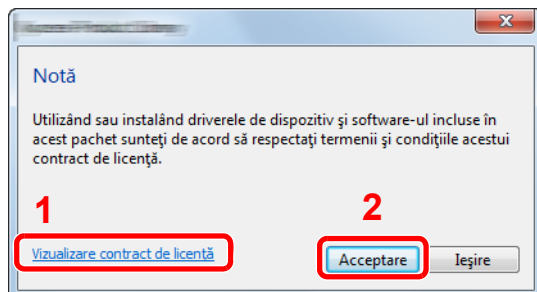 Notă
Utilizând sau instalând driverele de dispozitiv şi software-ul incluse în
acest pachet sunteţi de acord să respectaţi termenii şi condiţiile acestui
contract de licenţă.
1
2
Vizualizare contract de licentă
Acceptare
Ieşire